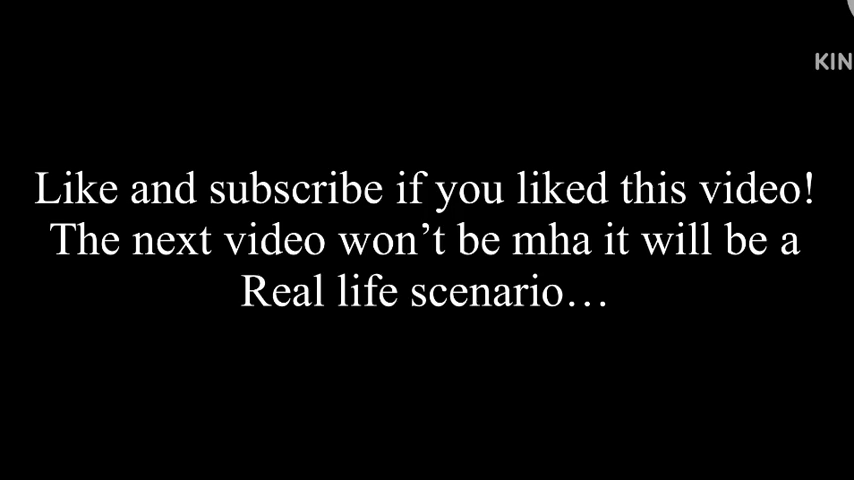 KIN
Like and subscribe if you liked this video!
The next video won’t be mha it will be a
Real life scenario…